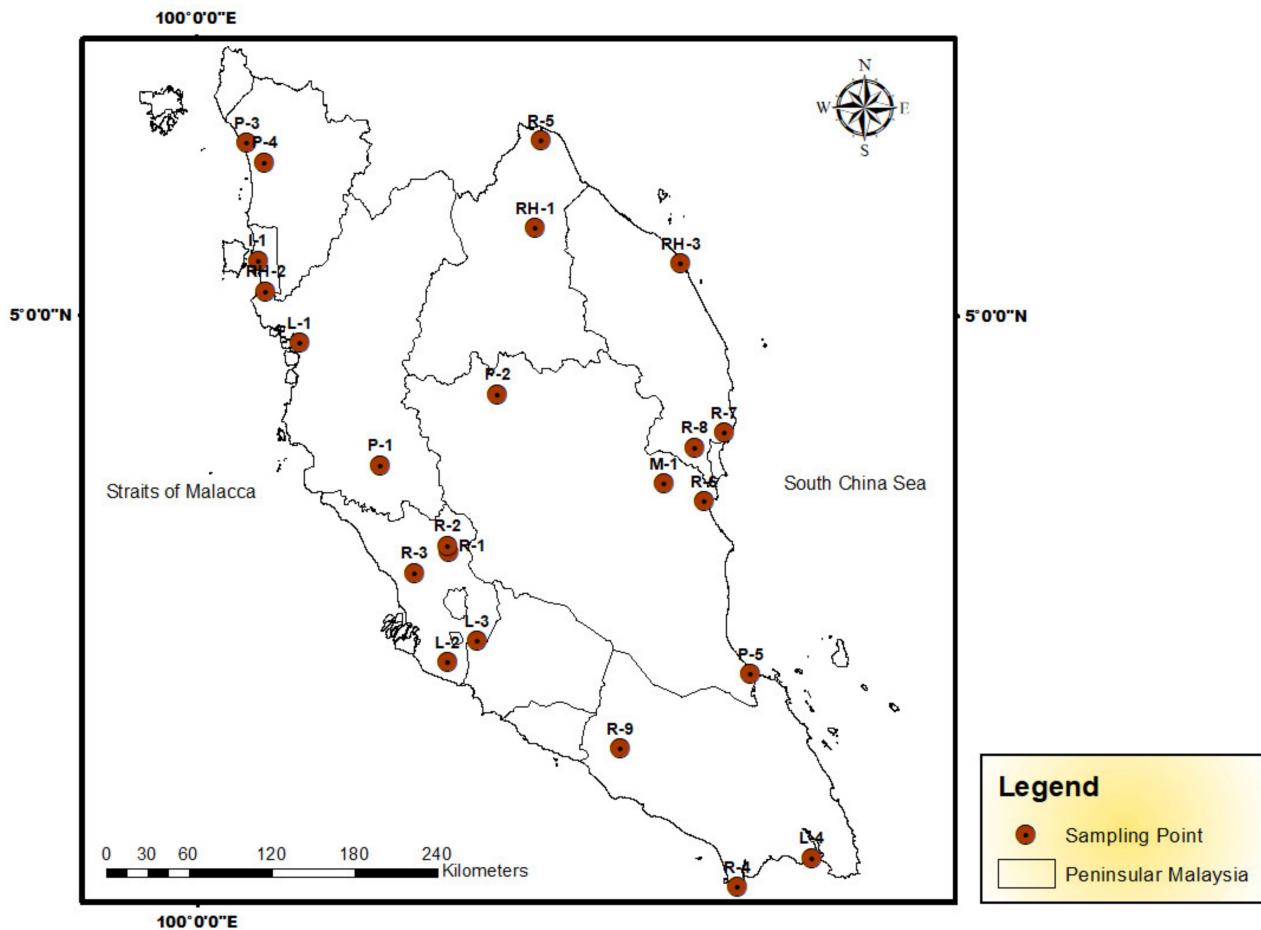 100°0'0"E
N
W E
S
P-3
P-4
R-5
RH-1
I-1
RH-2
RH-3
5°0'0"N
5°0'0"N
L-1
P-2
R-7
R-8
P-1
M-1
R-6
Straits of Malacca
South China Sea
R-2
R-1
R-3
L-3
L-2
P-5
R-9
L-4
R-4
0 30 60 120 180 240
Kilometers
Legend
Sampling Point
Peninsular Malaysia
100°0'0"E